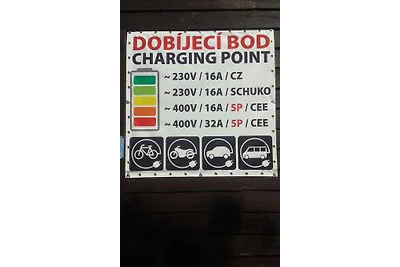 DOBÍJECÍ BOD
CHARGING POINT
~ 230V / 16A / CZ
~ 230V / 16A / SCHUKO
~ 400V / 16A / 5P / CEE
~ 400V / 32A / 5P / CEE